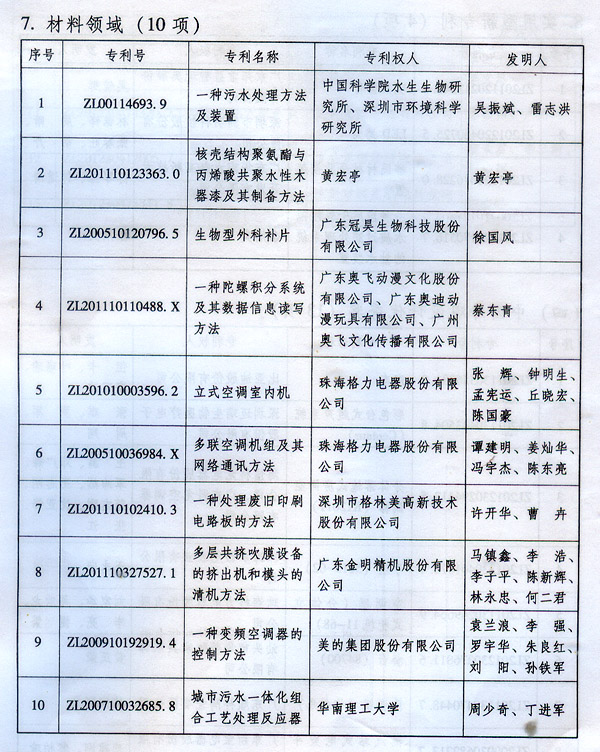 7. 材料领域（10 项）
序号 专利号 专利名称 专利权人 发明人
1 ZL00114693.9
一种污水处理方法
及装置
中国科学院水生生物研
究所、深圳市环境科学
研究所
吴振斌、雷志洪
2 ZL201110123363.0
核壳结构聚氨酯与
丙烯酸共聚水性木
器漆及其制备方法
黄宏亭
黄宏亭
3 ZL200510120796.5
生物型外科补片
广东冠昊生物科技股份
有限公司
徐国风
4 ZL201110110488.X
一种陀螺积分系统
及其数据信息读写
方法
广东奥飞动漫文化股份
有限公司、广东奥迪动
漫玩具有限公司、广州
奥飞文化传播有限公司
蔡东青
5 ZL201010003596.2
立式空调室内机
珠海格力电器股份有限
公司
张 辉、钟明生、
孟宪运、丘晓宏、
陈国豪
6 ZL200510036984.X
多联空调机组及其
网络通讯方法
珠海格力电器股份有限
公司
谭建明、姜灿华、
冯宇杰、陈东亮
7 ZL201110102410.3
一种处理废旧印刷
电路板的方法
深圳市格林美高新技术
股份有限公司
许开华、曹 卉
8 ZL201110327527.1
多层共挤吹膜设备
的挤出机和模头的
清机方法
广东金明精机股份有限
公司
马镇鑫、李 浩、
李子平、陈新辉、
林永忠、何二君
9 ZL200910192919.4
一种变频空调器的
控制方法
美的集团股份有限公司
袁兰浪、李 强、
罗宇华、朱良红、
刘 阳、孙铁军
10 ZL200710032685.8
城市污水一体化组
合工艺处理反应器
华南理工大学
周少奇、丁进军